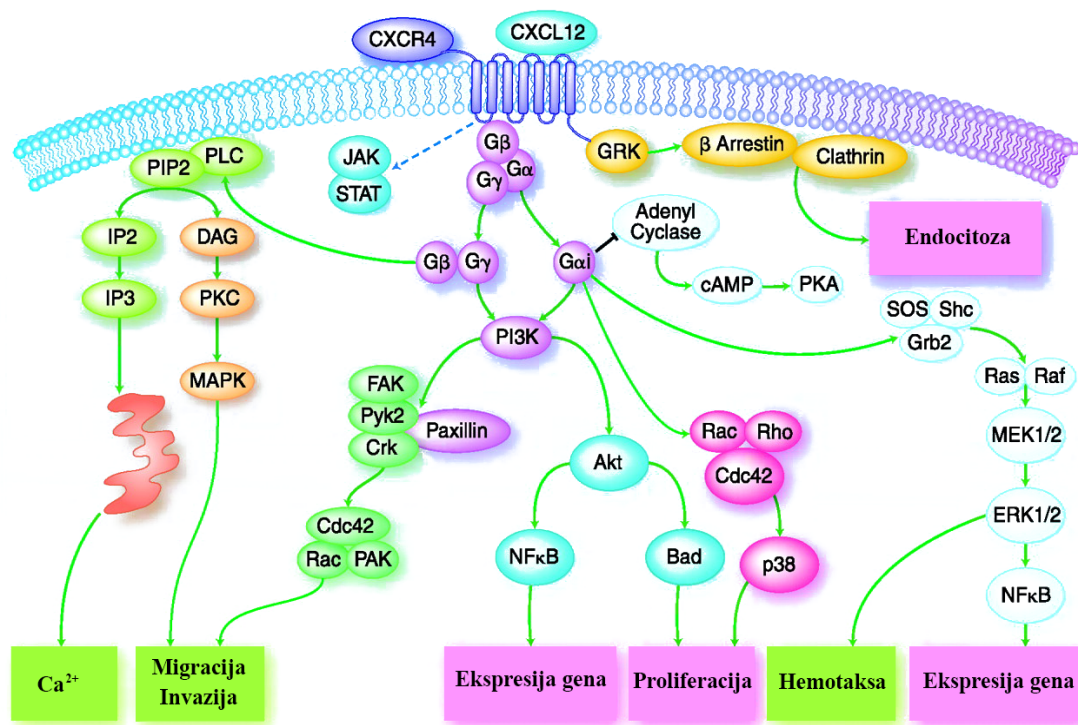 CXCR4
CXCL12
PIP2
PLC
JAK
STAT
Gβ
Gγ
Gα
GRK
β Arrestin
Clathrin
Endocitoza
IP2
DAG
Gβ
Gγ
Gαi
Adenyl
Cyclase
cAMP
PKA
IP3
PKC
MAPK
PI3K
SOS
Shc
Grb2
Ras
Raf
MEK1/2
ERK1/2
NFκB
FAK
Pyk2
Crk
Paxillin
Cdc42
Rac
PAK
Akt
NFκB
Bad
Rac
Rho
Cdc42
p38
Ca²⁺
Migracija
Invazija
Ekspresija gena
Proliferacija
Hemotaksa
Ekspresija gena